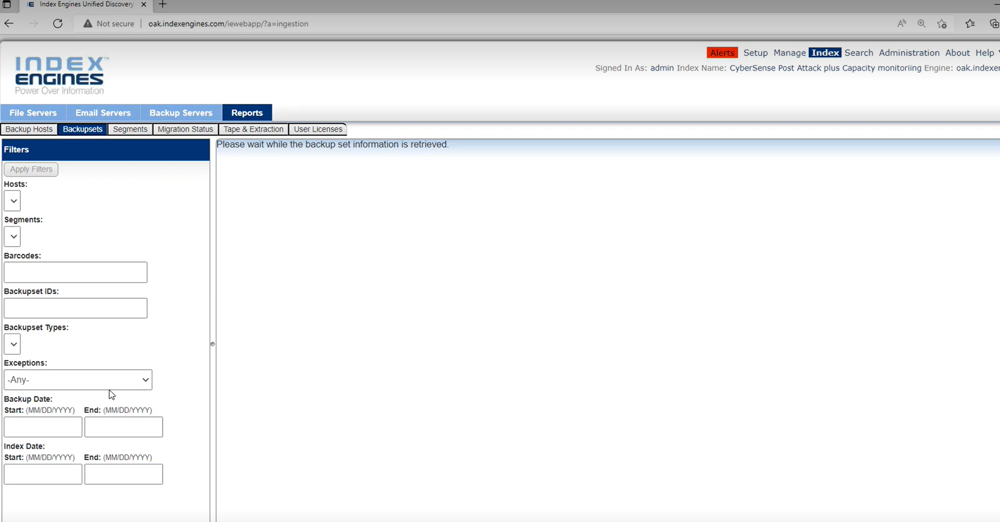 Index Engines Unified Discovery
Not secure | oak.indexengines.com/iewebapp/?a=ingestion
Alerts Setup Manage Index Search Administration About Help
Signed In As: admin Index Name: CyberSense Post Attack plus Capacity monitoriing Engine: oak.indexer
INDEX™
ENGINES
Power Over Information
File Servers Email Servers Backup Servers Reports
Backup Hosts Backupsets Segments Migration Status Tape & Extraction User Licenses
Filters
Please wait while the backup set information is retrieved.
Apply Filters
Hosts:
Segments:
Barcodes:
Backupset IDs:
Backupset Types:
Exceptions:
-Any-
Backup Date:
Start: (MM/DD/YYYY) End: (MM/DD/YYYY)
Index Date:
Start: (MM/DD/YYYY) End: (MM/DD/YYYY)